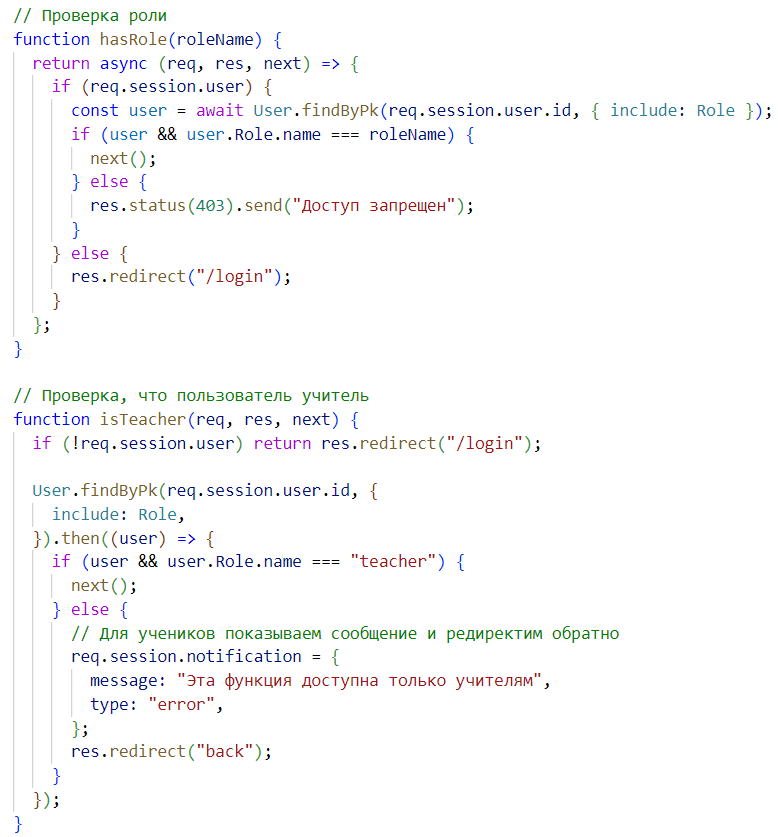 // Проверка роли
function hasRole(roleName) {
  return async (req, res, next) => {
    if (req.session.user) {
      const user = await User.findByPk(req.session.user.id, { include: Role });
      if (user && user.Role.name === roleName) {
        next();
      } else {
        res.status(403).send("Доступ запрещен");
      }
    } else {
      res.redirect("/login");
    }
  };
}

// Проверка, что пользователь учитель
function isTeacher(req, res, next) {
  if (!req.session.user) return res.redirect("/login");

  User.findByPk(req.session.user.id, {
    include: Role,
  }).then((user) => {
    if (user && user.Role.name === "teacher") {
      next();
    } else {
      // Для учеников показываем сообщение и редиректим обратно
      req.session.notification = {
        message: "Эта функция доступна только учителям",
        type: "error",
      };
      res.redirect("back");
    }
  });
}